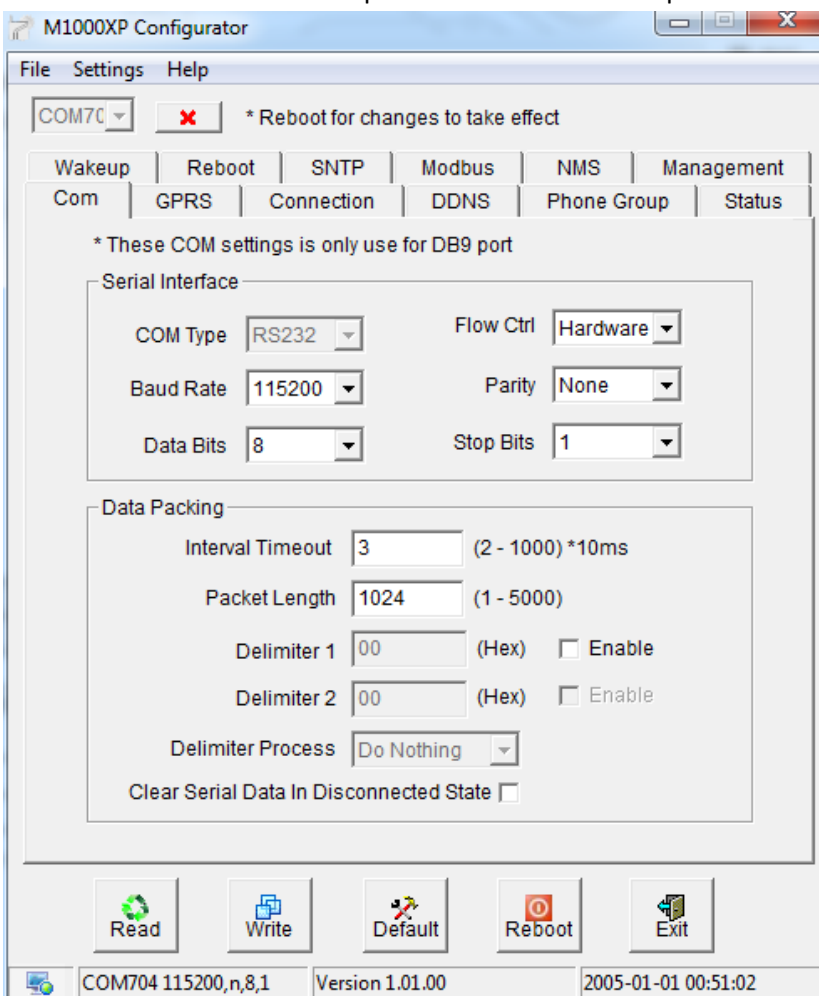 M1000XP Configurator
File Settings Help
COM70 * Reboot for changes to take effect
Wakeup Reboot SNTP Modbus NMS Management
Com GPRS Connection DDNS Phone Group Status
* These COM settings is only use for DB9 port
Serial Interface
COM Type RS232 Flow Ctrl Hardware
Baud Rate 115200 Parity None
Data Bits 8 Stop Bits 1
Data Packing
Interval Timeout 3 (2 - 1000) *10ms
Packet Length 1024 (1 - 5000)
Delimiter 1 00 (Hex) Enable
Delimiter 2 00 (Hex) Enable
Delimiter Process Do Nothing
Clear Serial Data In Disconnected State
Read Write Default Reboot Exit
COM704 115200,n,8,1 Version 1.01.00 2005-01-01 00:51:02